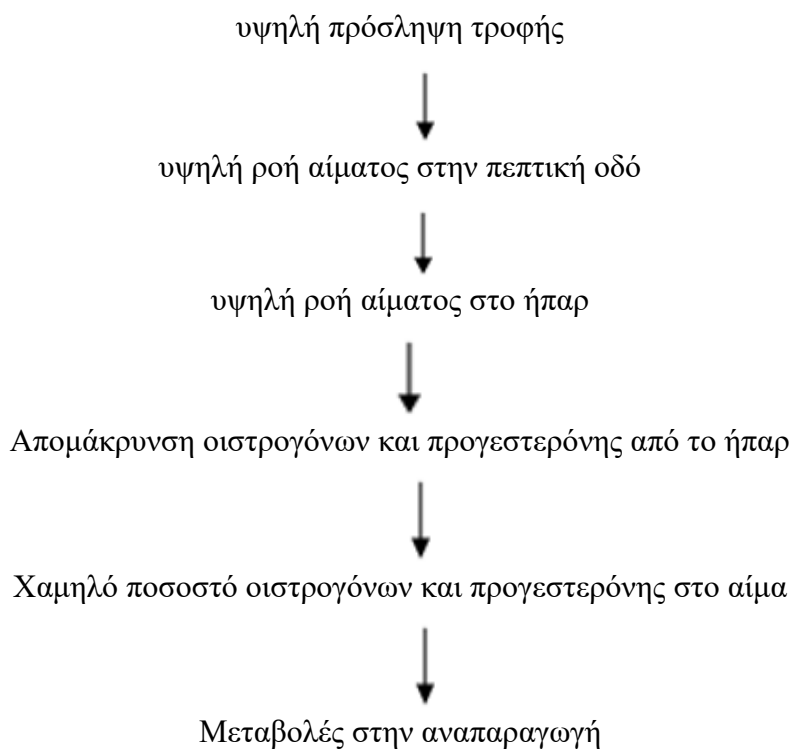 υψηλή πρόσληψη τροφής
υψηλή ροή αίματος στην πεπτική οδό
υψηλή ροή αίματος στο ήπαρ
Απομάκρυνση οιστρογόνων και προγεστερόνης από το ήπαρ
Χαμηλό ποσοστό οιστρογόνων και προγεστερόνης στο αίμα
Μεταβολές στην αναπαραγωγή